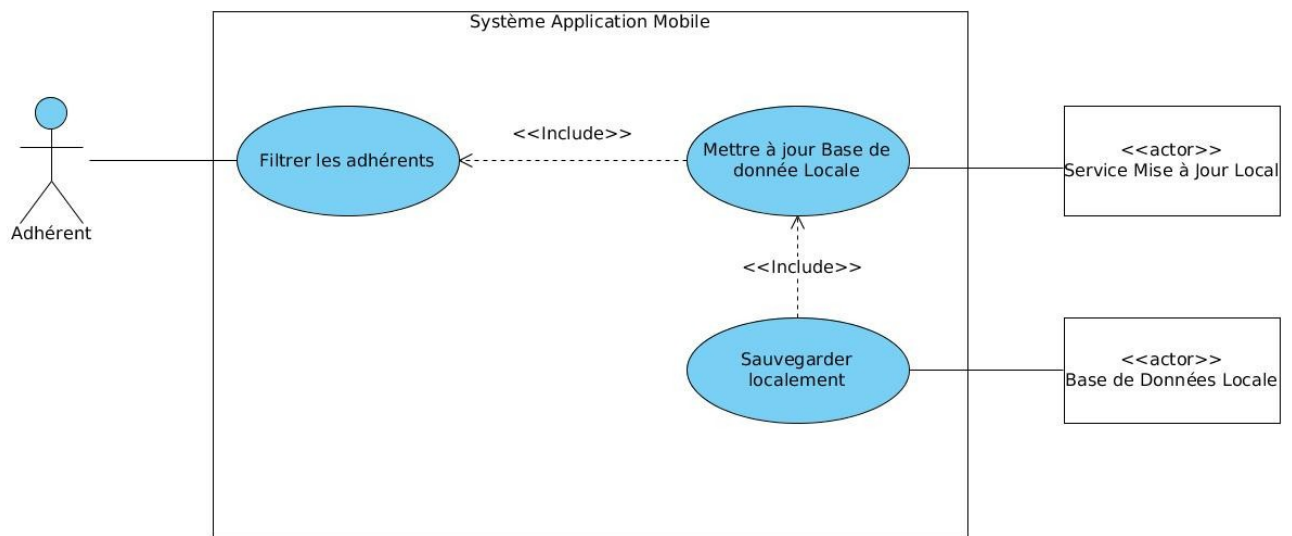 Système Application Mobile
Filtrer les adhérents
<<Include>>
Mettre à jour Base de
donnée Locale
<<actor>>
Service Mise à Jour Local
Adhérent
<<Include>>
Sauvegarder
localement
<<actor>>
Base de Données Locale